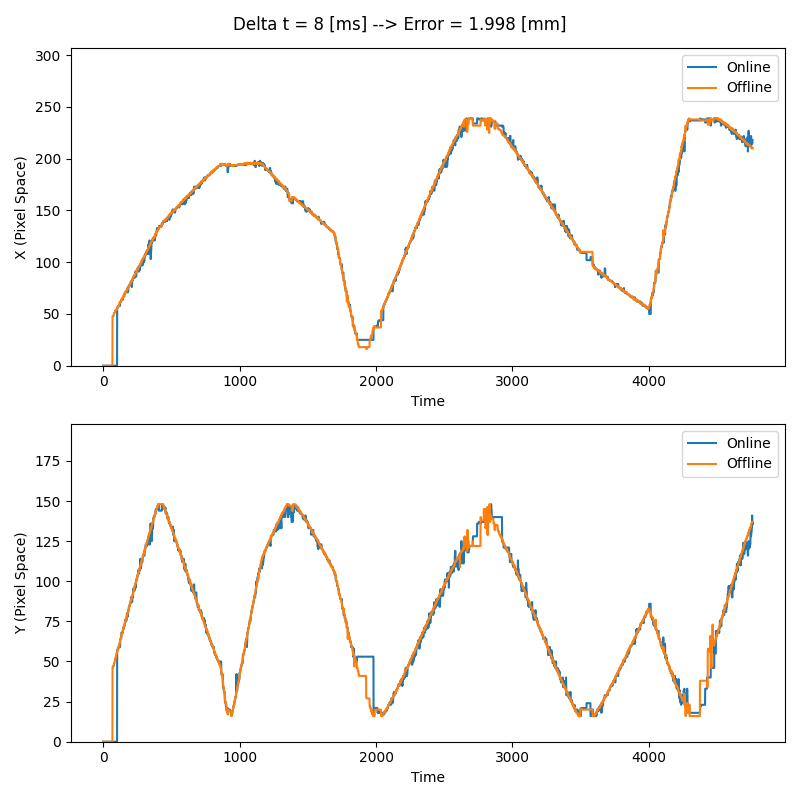 Delta t = 8 [ms] --> Error = 1.998 [mm]
300
250
200
150
100
50
0
X (Pixel Space)
Online
Offline
0
1000
2000
3000
4000
Time
175
150
125
100
75
50
25
0
Y (Pixel Space)
Online
Offline
0
1000
2000
3000
4000
Time